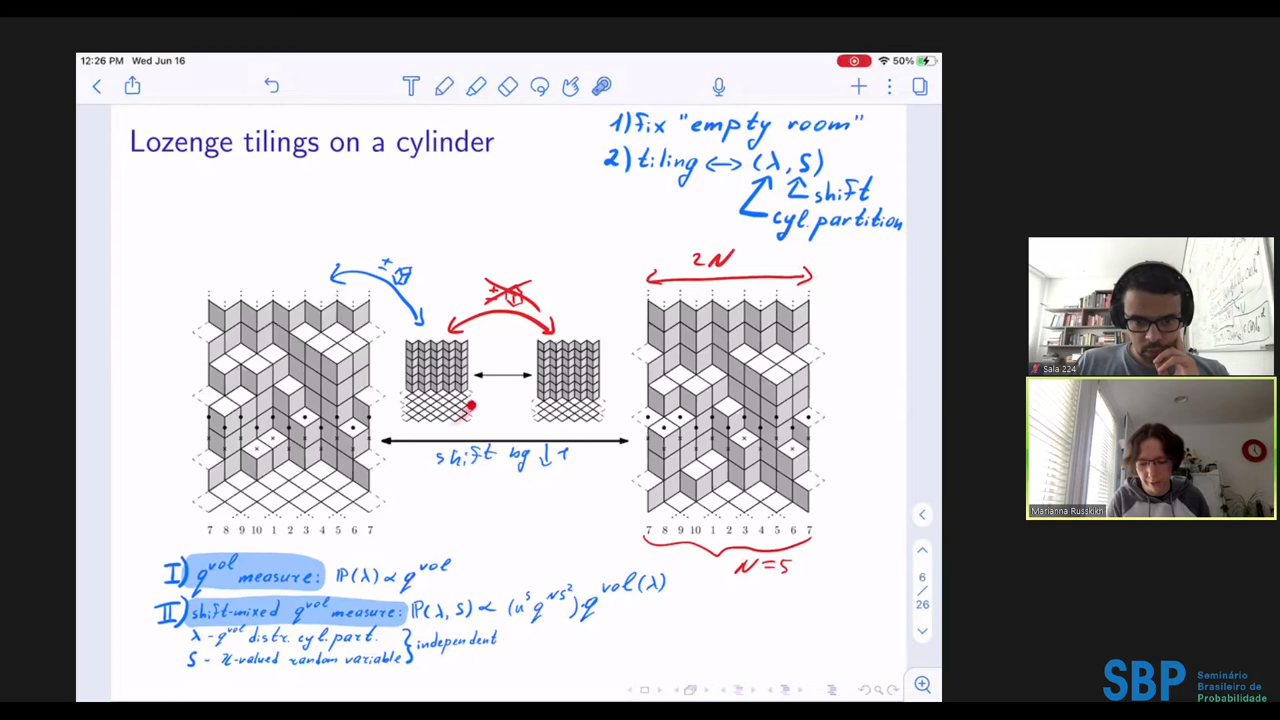 12:26 PM Wed Jun 16
50%
Lozenge tilings on a cylinder
1) fix "empty room"
2) tiling ↔ (λ, S)
shift
cyl. partition
±
2N
±
shift by ↓ 1
7 8 9 10 1 2 3 4 5 6 7
7 8 9 10 1 2 3 4 5 6 7
N=5
I) q^vol measure: ℙ(λ) ∝ q^vol
II) shift-mixed q^vol measure: ℙ(λ, S) ∝ (u^S q^{NS²})·q^{vol(λ)}
λ - q^vol distr. cyl. part.
S - ℤ-valued random variable } independent
6
/
26
Sala 224
Marianna Russkikh
SBP
Seminário
Brasileiro de
Probabilidade